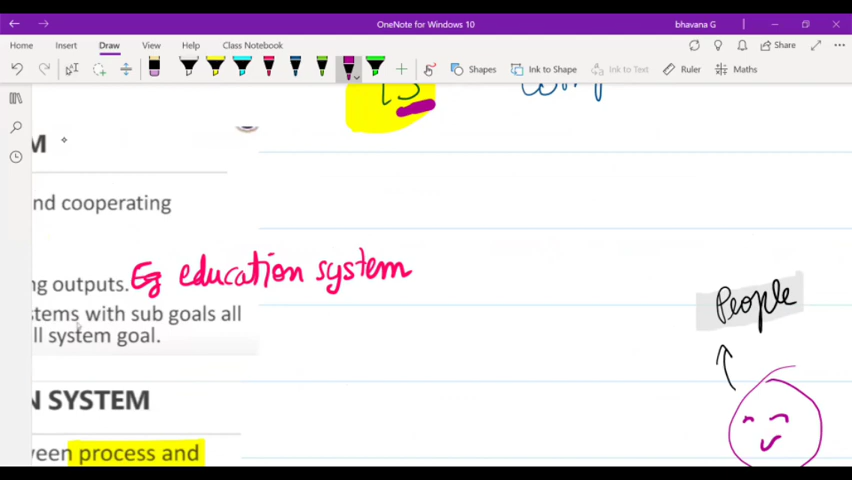 OneNote for Windows 10
bhavana G
Home Insert Draw View Help Class Notebook
Share
Shapes Ink to Shape Ink to Text Ruler Maths
IS
M
nd cooperating
ng outputs. Eg education system
stems with sub goals all
ll system goal.
People
N SYSTEM
veen process and